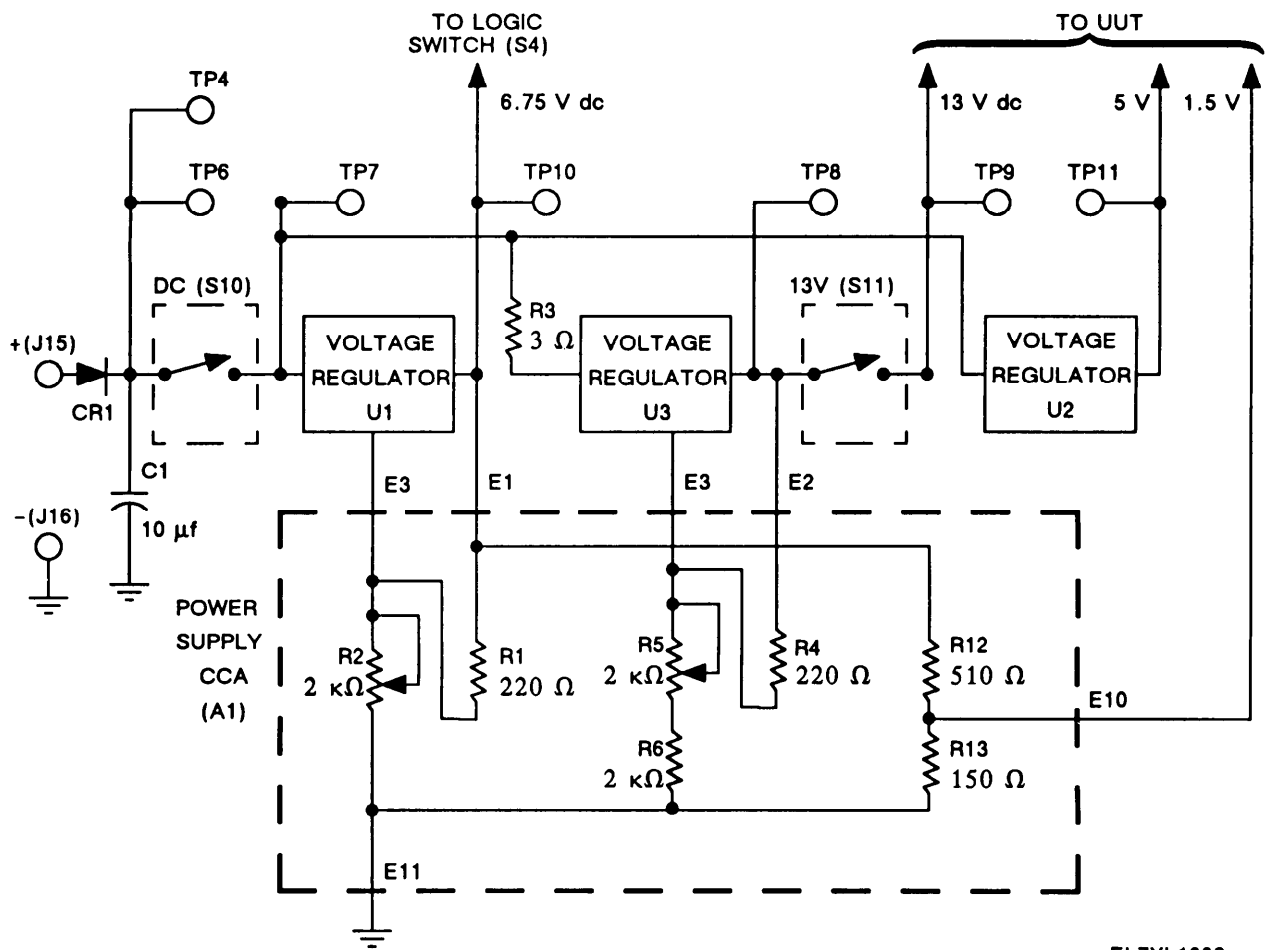 TO LOGIC
SWITCH (S4)
TO UUT
TP4
6.75 V dc
13 V dc
5 V
1.5 V
TP6
TP7
TP10
TP8
TP9
TP11
DC (S10)
13V (S11)
R3
3 Ω
+(J15)
CR1
VOLTAGE
REGULATOR
U1
VOLTAGE
REGULATOR
U3
VOLTAGE
REGULATOR
U2
C1
10 µf
-(J16)
E3
E1
E3
E2
POWER
SUPPLY
CCA
(A1)
R2
2 κΩ
R1
220 Ω
R5
2 κΩ
R4
220 Ω
R12
510 Ω
E10
R6
2 κΩ
R13
150 Ω
E11